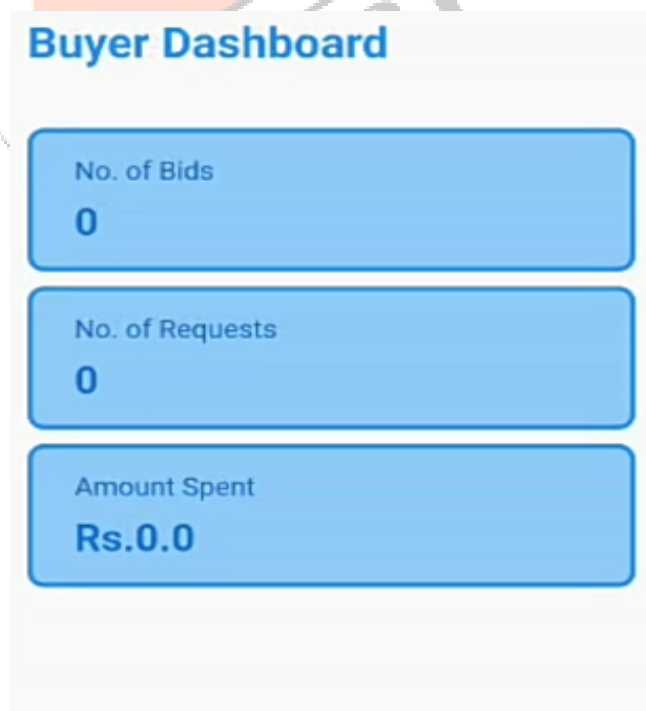 Buyer Dashboard
No. of Bids
0
No. of Requests
0
Amount Spent
Rs.0.0